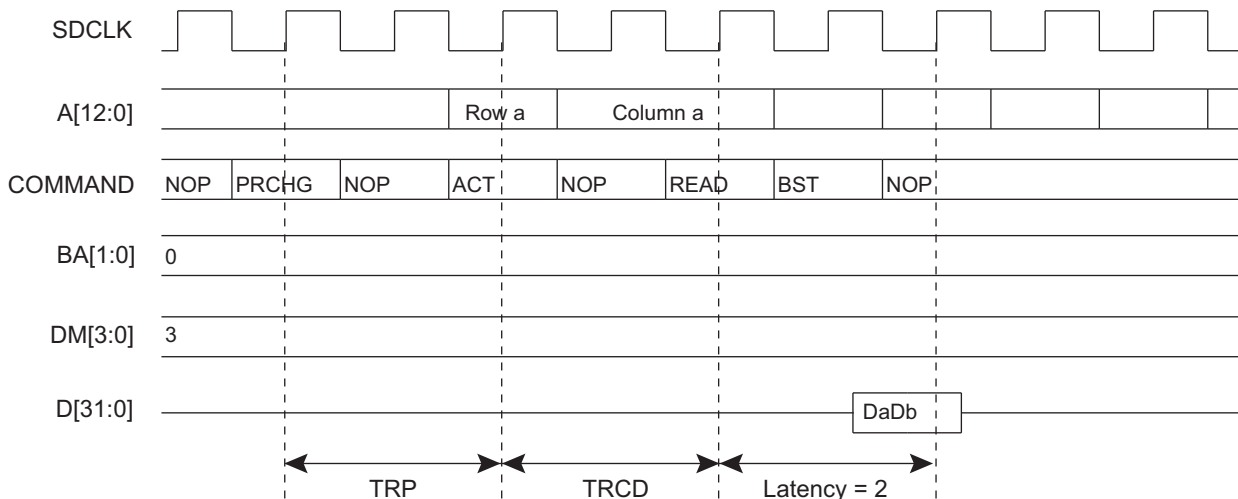 SDCLK
A[12:0] Row a Column a
COMMAND NOP PRCHG NOP ACT NOP READ BST NOP
BA[1:0] 0
DM[3:0] 3
D[31:0] DaDb
TRP TRCD Latency = 2